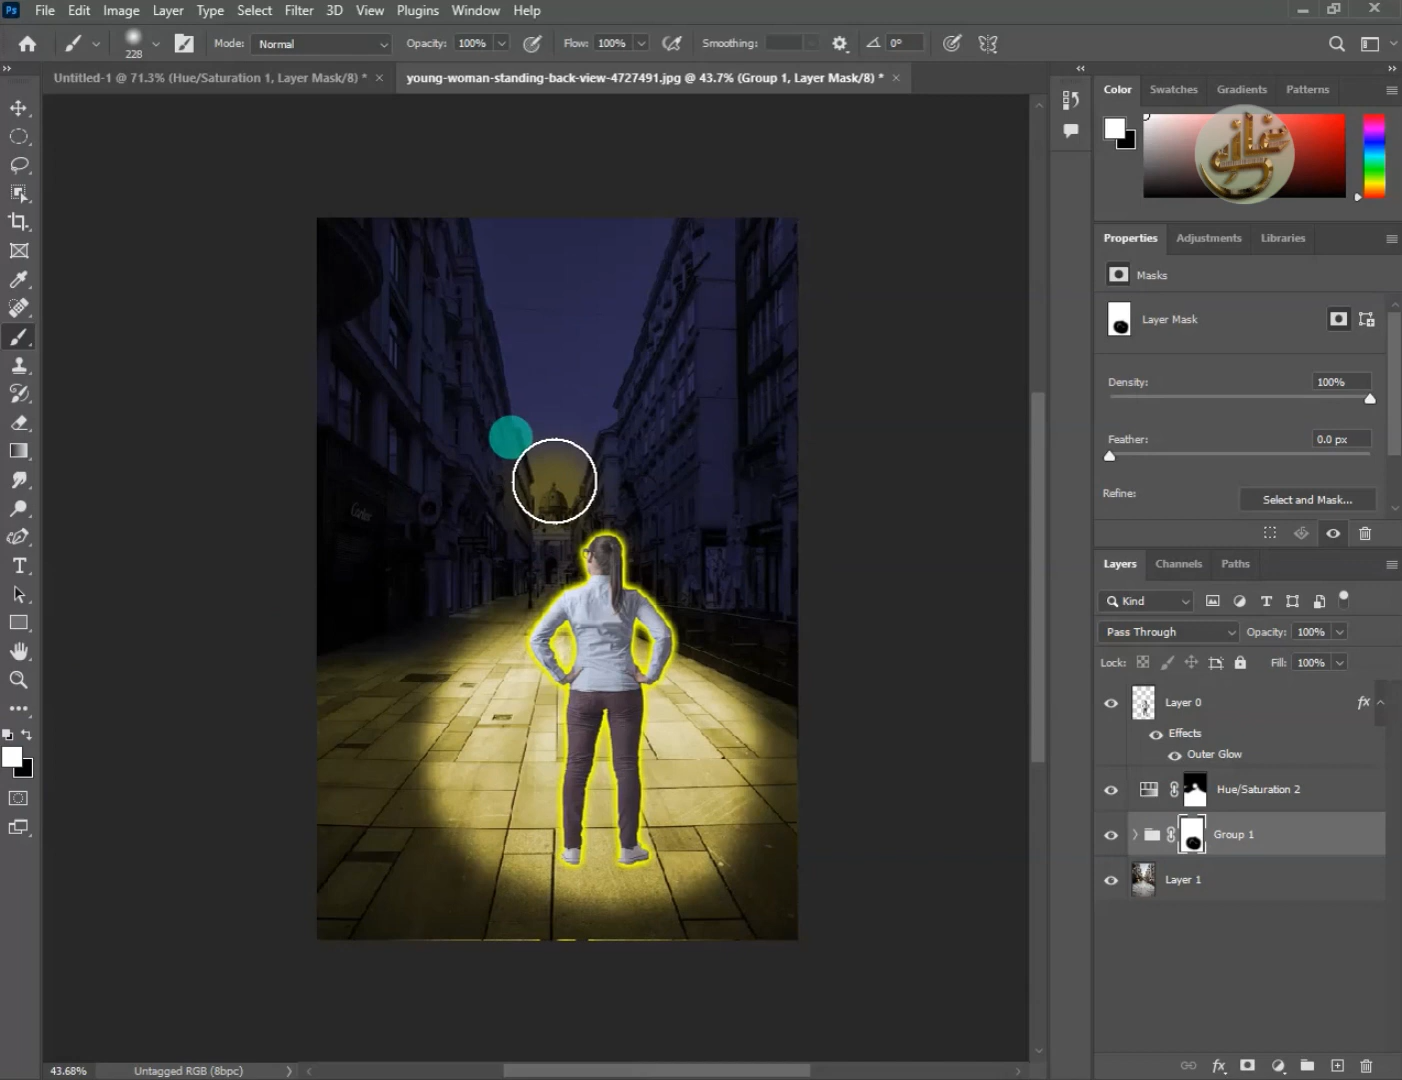 Ps File Edit Image Layer Type Select Filter 3D View Plugins Window Help
228 Mode: Normal Opacity: 100% Flow: 100% Smoothing: 0°
Untitled-1 @ 71.3% (Hue/Saturation 1, Layer Mask/8) * × young-woman-standing-back-view-4727491.jpg @ 43.7% (Group 1, Layer Mask/8) * ×
Color Swatches Gradients Patterns
Properties Adjustments Libraries
Masks
Layer Mask
Density: 100%
Feather: 0.0 px
Refine: Select and Mask...
Layers Channels Paths
Kind
Pass Through Opacity: 100%
Lock: Fill: 100%
Layer 0 fx
Effects
Outer Glow
Hue/Saturation 2
Group 1
Layer 1
43.68% Untagged RGB (8bpc)
fx